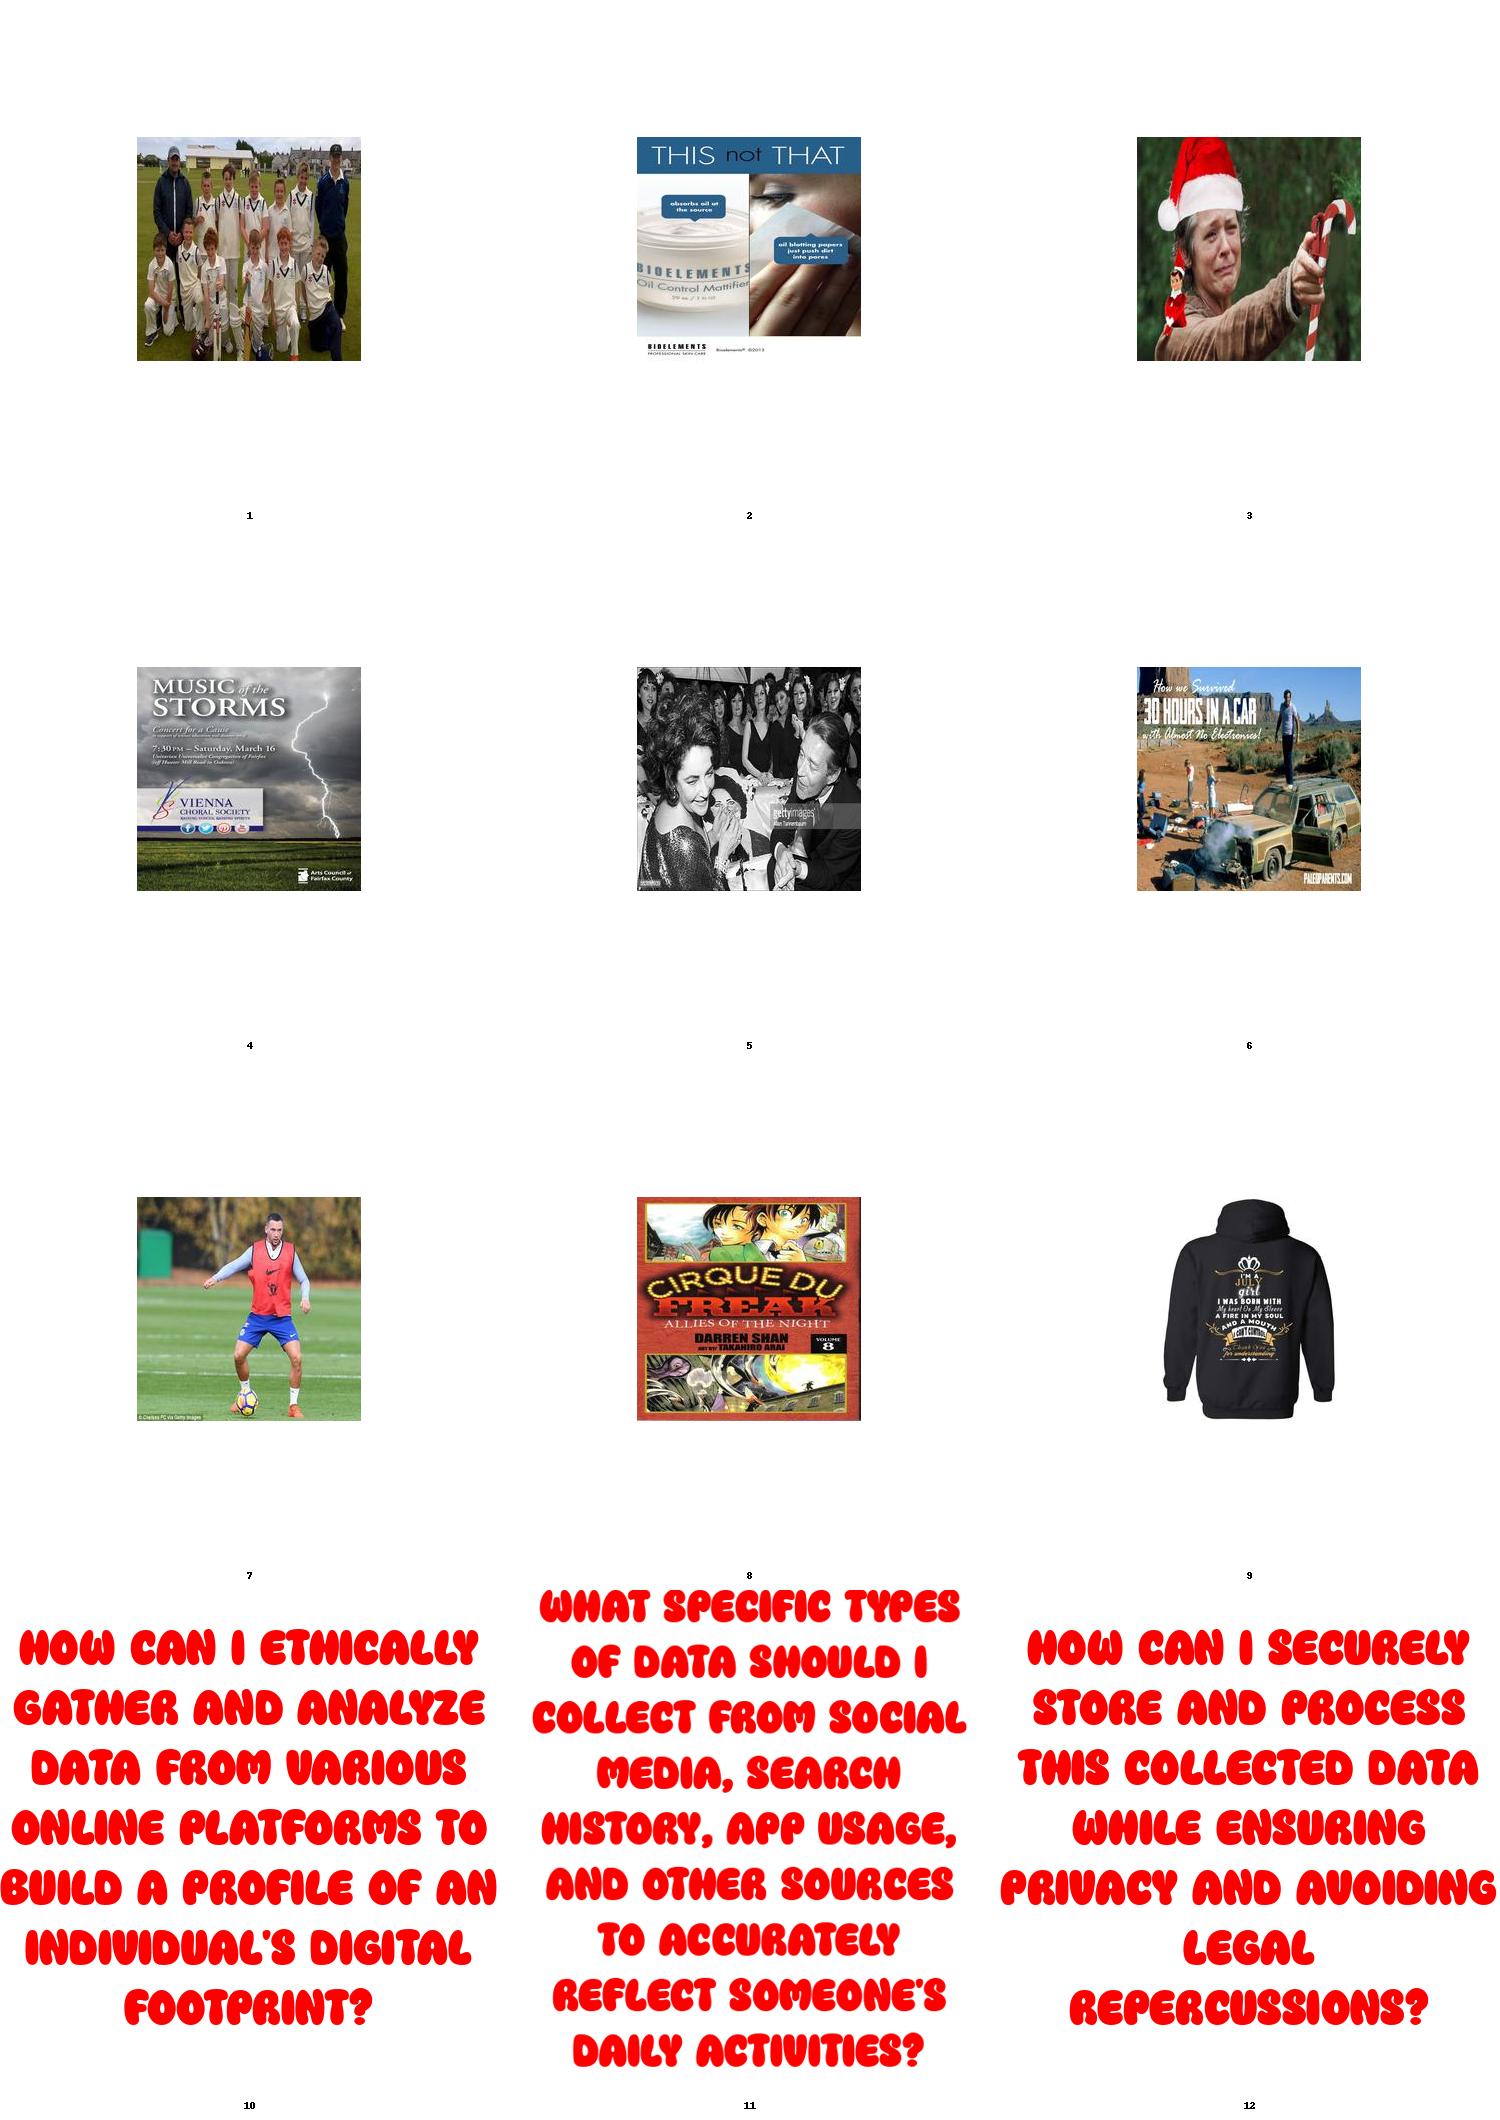 THIS not THAT
absorbs oil at
the source
oil blotting papers
just push dirt
into pores
BIOELEMENTS
Oil Control Mattifier
BIOELEMENTS
PROFESSIONAL SKIN CARE
Bioelements® ©2013
1
2
3
MUSIC of the
STORMS
Concert for a Cause
7:30 PM – Saturday, March 16
Unitarian Universalist Congregation of Fairfax
VIENNA
CHORAL SOCIETY
Arts Council of
Fairfax County
gettyimages
Allan Tannenbaum
How we Survived
30 HOURS IN A CAR
with Almost No Electronics!
PALEOPARENTS.COM
4
5
6
© Chelsea FC via Getty Images
CIRQUE DU
FREAK
ALLIES OF THE NIGHT
DARREN SHAN
ART BY TAKAHIRO ARAI
VOLUME
8
I'M A
JULY
girl
I WAS BORN WITH
My heart On My Sleeve
A FIRE IN MY SOUL
AND A MOUTH
I CAN'T CONTROL
Thank You
for understanding
7
8
9
HOW CAN I ETHICALLY
GATHER AND ANALYZE
DATA FROM VARIOUS
ONLINE PLATFORMS TO
BUILD A PROFILE OF AN
INDIVIDUAL'S DIGITAL
FOOTPRINT?
WHAT SPECIFIC TYPES
OF DATA SHOULD I
COLLECT FROM SOCIAL
MEDIA, SEARCH
HISTORY, APP USAGE,
AND OTHER SOURCES
TO ACCURATELY
REFLECT SOMEONE'S
DAILY ACTIVITIES?
HOW CAN I SECURELY
STORE AND PROCESS
THIS COLLECTED DATA
WHILE ENSURING
PRIVACY AND AVOIDING
LEGAL
REPERCUSSIONS?
10
11
12